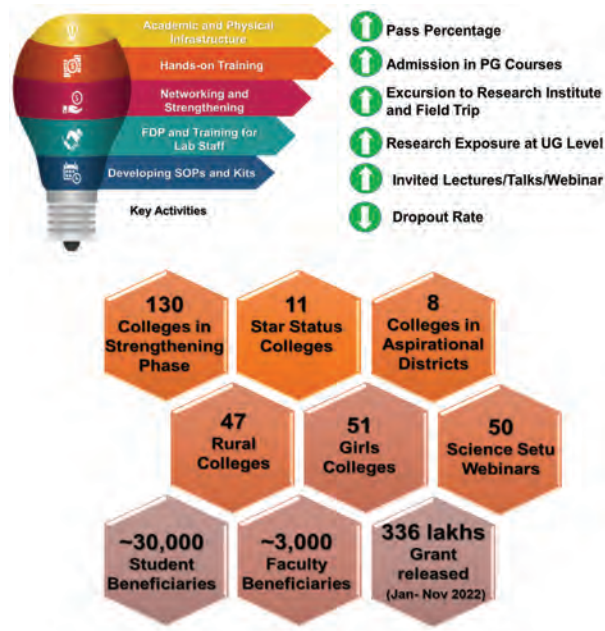 Academic and Physical
Infrastructure
Hands-on Training
Networking and
Strengthening
FDP and Training for
Lab Staff
Developing SOPs and Kits
Key Activities
Pass Percentage
Admission in PG Courses
Excursion to Research Institute
and Field Trip
Research Exposure at UG Level
Invited Lectures/Talks/Webinar
Dropout Rate
130
Colleges in
Strengthening
Phase
11
Star Status
Colleges
8
Colleges in
Aspirational
Districts
47
Rural
Colleges
51
Girls
Colleges
50
Science Setu
Webinars
~30,000
Student
Beneficiaries
~3,000
Faculty
Beneficiaries
336 lakhs
Grant
released
(Jan- Nov 2022)